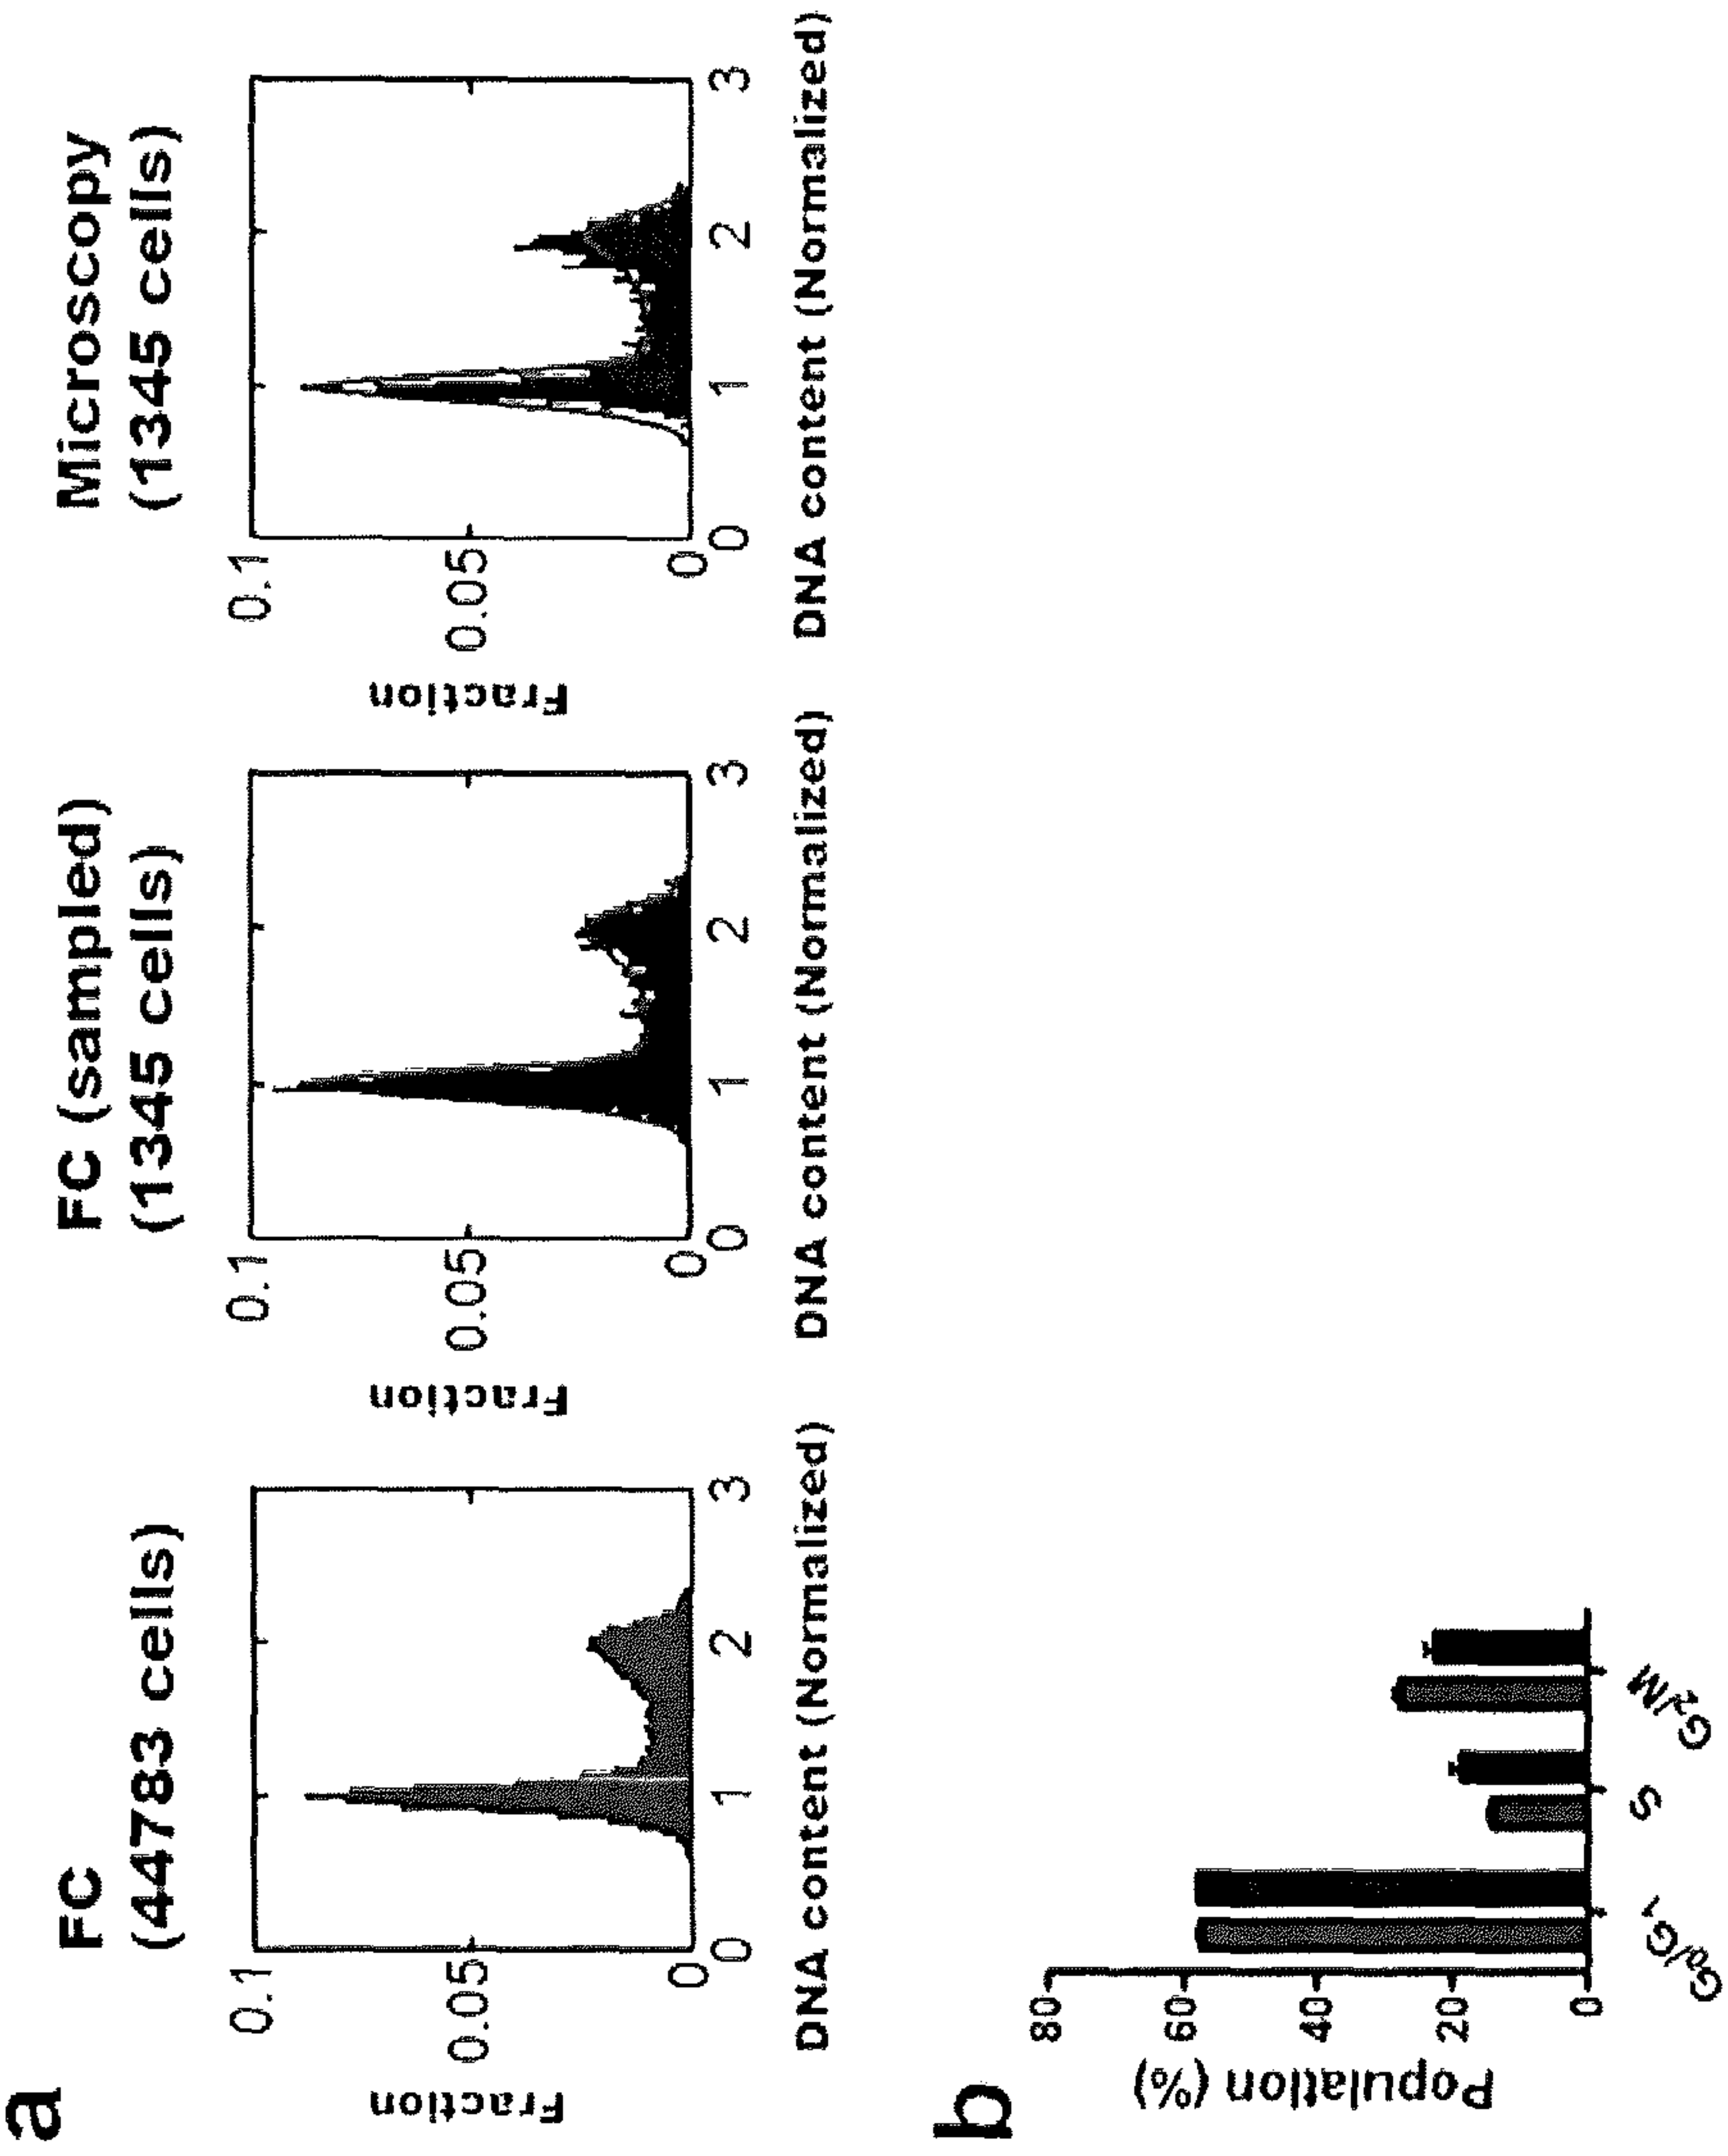 a
FC
(44783 cells)
Fraction
0.1
0.05
0
0
1
2
3
DNA content (Normalized)
FC (sampled)
(1345 cells)
Fraction
0.1
0.05
0
0
1
2
3
DNA content (Normalized)
Microscopy
(1345 cells)
Fraction
0.1
0.05
0
0
1
2
3
DNA content (Normalized)
b
Population (%)
80
60
40
20
0
G₀/G₁
S
G₂/M